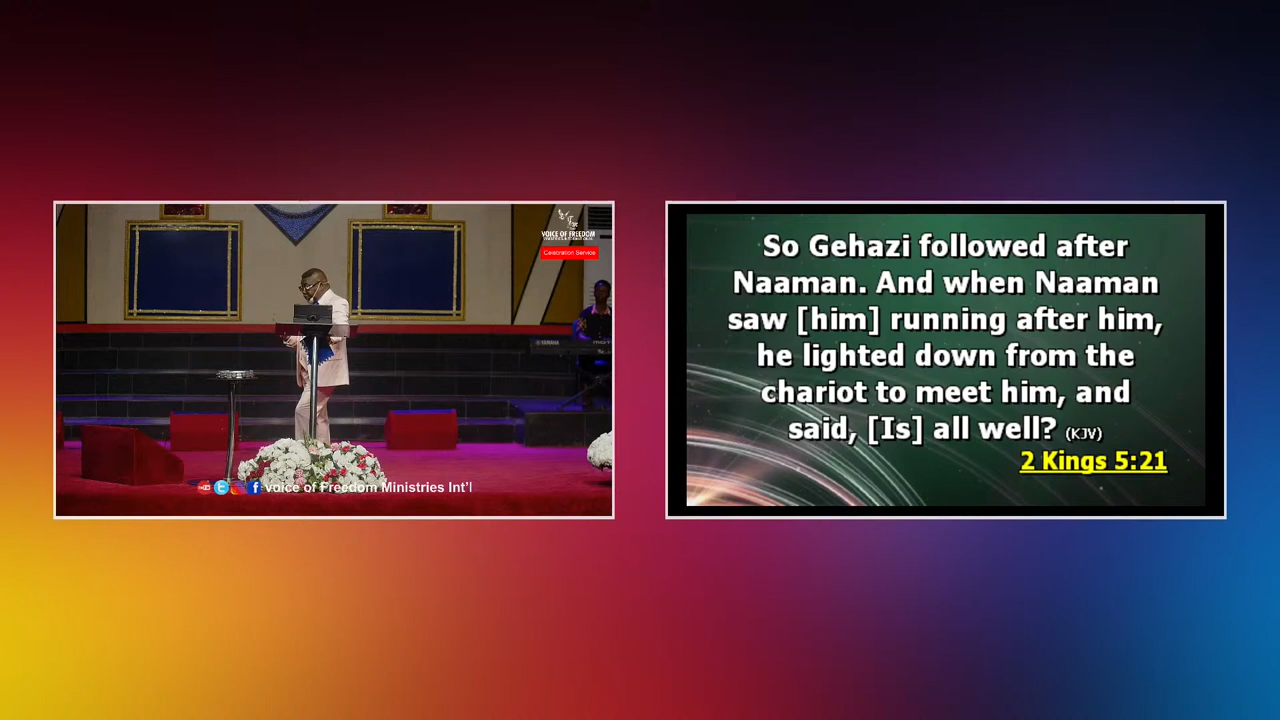 VOICE OF FREEDOM
Celebration Service
YAMAHA
Voice of Freedom Ministries Int'l
So Gehazi followed after
Naaman. And when Naaman
saw [him] running after him,
he lighted down from the
chariot to meet him, and
said, [Is] all well? (KJV)
2 Kings 5:21